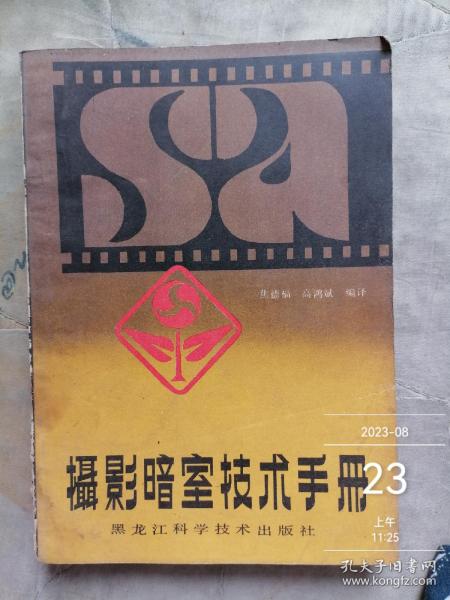 焦德福 高鸿斌 编译
攝影暗室技术手冊
黑龙江科学技术出版社
2023-08
23
上午
11:25
孔夫子旧书网
www.kongfz.com